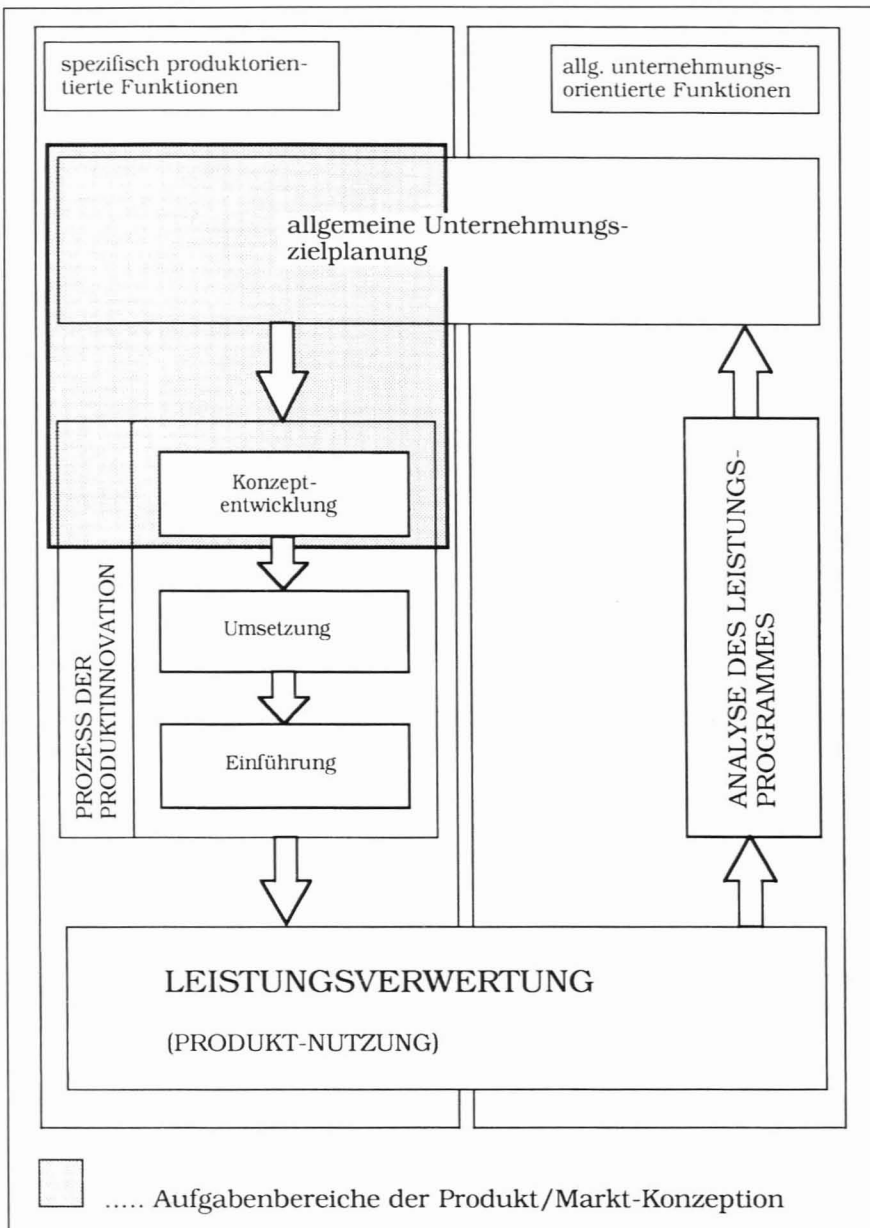 spezifisch produktorien-
tierte Funktionen
allg. unternehmungs-
orientierte Funktionen
allgemeine Unternehmungs-
zielplanung
Konzept-
entwicklung
Umsetzung
Einführung
PROZESS DER
PRODUKTINNOVATION
ANALYSE DES LEISTUNGS-
PROGRAMMES
LEISTUNGSVERWERTUNG
(PRODUKT-NUTZUNG)
..... Aufgabenbereiche der Produkt/Markt-Konzeption